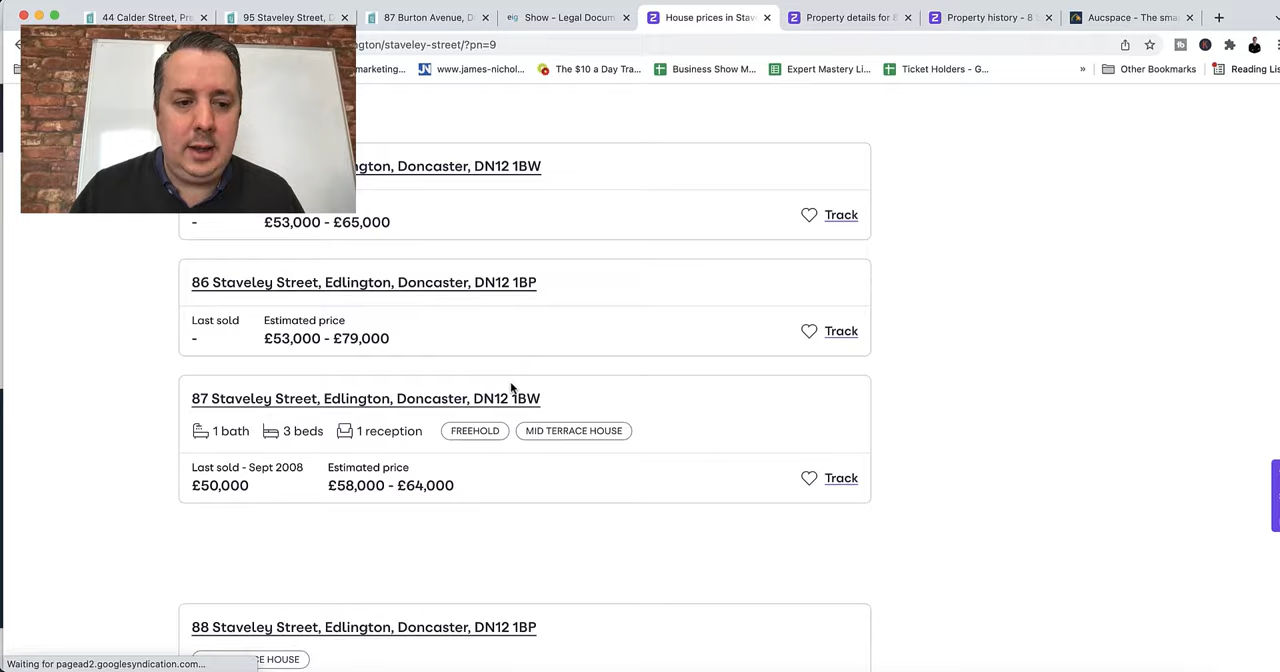 44 Calder Street, Pre
95 Staveley Street, D
87 Burton Avenue, D
eig
Show - Legal Docum
House prices in Stav
Property details for 8
Property history - 8
Aucspace - The sma
ngton/staveley-street/?pn=9
marketing...
www.james-nichol...
The $10 a Day Tra...
Business Show M...
Expert Mastery Li...
Ticket Holders - G...
»
Other Bookmarks
Reading Lis
ngton, Doncaster, DN12 1BW
-
£53,000 - £65,000
Track
86 Staveley Street, Edlington, Doncaster, DN12 1BP
Last sold
Estimated price
-
£53,000 - £79,000
Track
87 Staveley Street, Edlington, Doncaster, DN12 1BW
1 bath
3 beds
1 reception
FREEHOLD
MID TERRACE HOUSE
Last sold - Sept 2008
Estimated price
£50,000
£58,000 - £64,000
Track
88 Staveley Street, Edlington, Doncaster, DN12 1BP
CE HOUSE
Waiting for pagead2.googlesyndication.com...